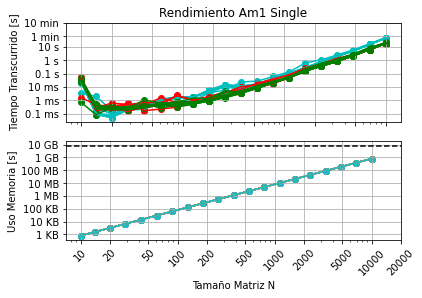 Rendimiento Am1 Single
Tiempo Transcurrido [s]
10 min
1 min
10 s
1 s
0.1 s
10 ms
1 ms
0.1 ms
Uso Memoria [s]
10 GB
1 GB
100 MB
10 MB
1 MB
100 KB
10 KB
1 KB
10
20
50
100
200
500
1000
2000
5000
10000
20000
Tamaño Matriz N